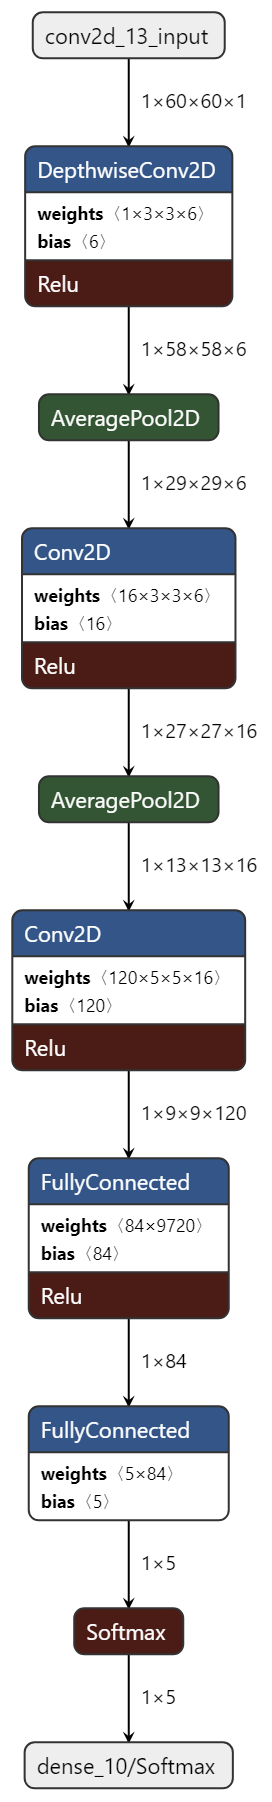 conv2d_13_input
1×60×60×1
DepthwiseConv2D
weights 〈1×3×3×6〉
bias 〈6〉
Relu
1×58×58×6
AveragePool2D
1×29×29×6
Conv2D
weights 〈16×3×3×6〉
bias 〈16〉
Relu
1×27×27×16
AveragePool2D
1×13×13×16
Conv2D
weights 〈120×5×5×16〉
bias 〈120〉
Relu
1×9×9×120
FullyConnected
weights 〈84×9720〉
bias 〈84〉
Relu
1×84
FullyConnected
weights 〈5×84〉
bias 〈5〉
1×5
Softmax
1×5
dense_10/Softmax